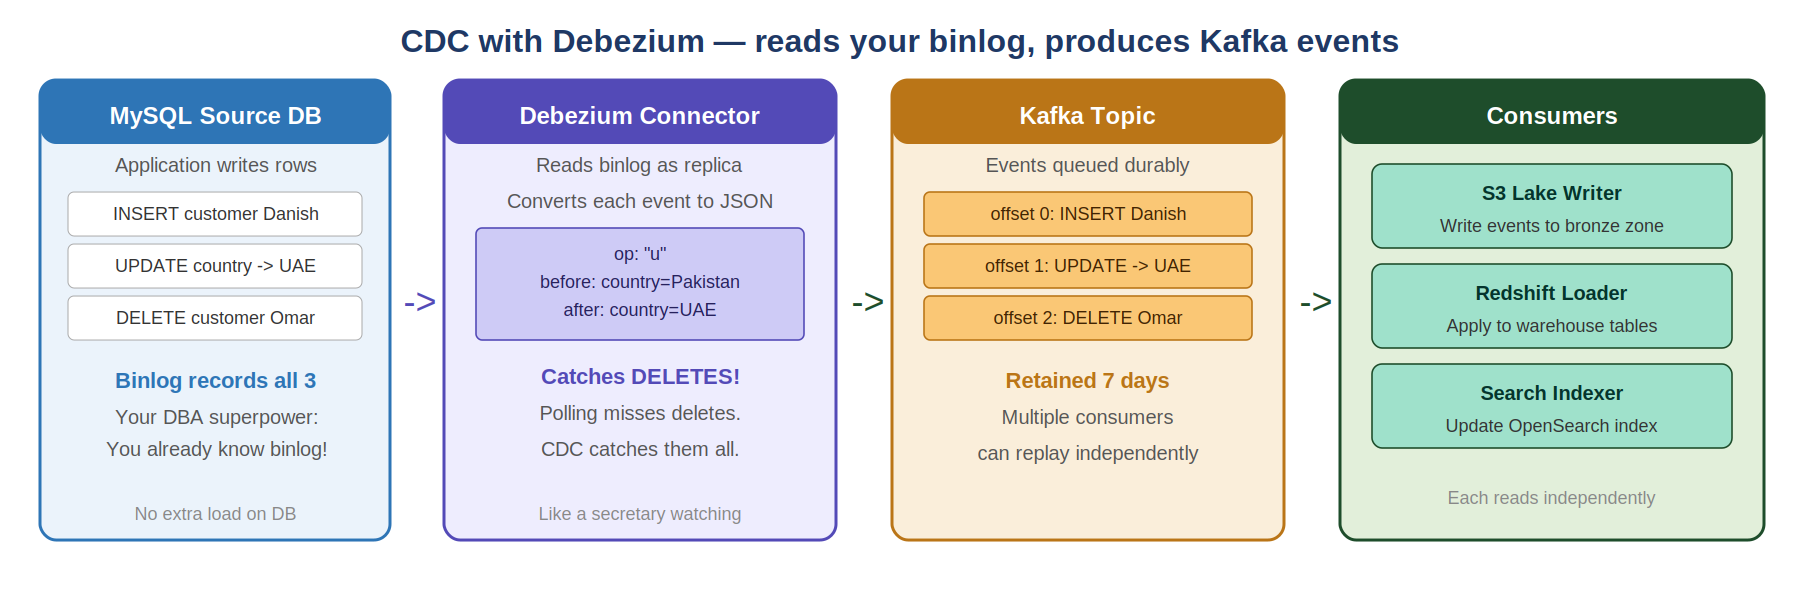 CDC with Debezium — reads your binlog, produces Kafka events
MySQL Source DB
Application writes rows
INSERT customer Danish
UPDATE country -> UAE
DELETE customer Omar
Binlog records all 3
Your DBA superpower:
You already know binlog!
No extra load on DB
->
Debezium Connector
Reads binlog as replica
Converts each event to JSON
op: "u"
before: country=Pakistan
after: country=UAE
Catches DELETES!
Polling misses deletes.
CDC catches them all.
Like a secretary watching
->
Kafka Topic
Events queued durably
offset 0: INSERT Danish
offset 1: UPDATE -> UAE
offset 2: DELETE Omar
Retained 7 days
Multiple consumers
can replay independently
->
Consumers
S3 Lake Writer
Write events to bronze zone
Redshift Loader
Apply to warehouse tables
Search Indexer
Update OpenSearch index
Each reads independently